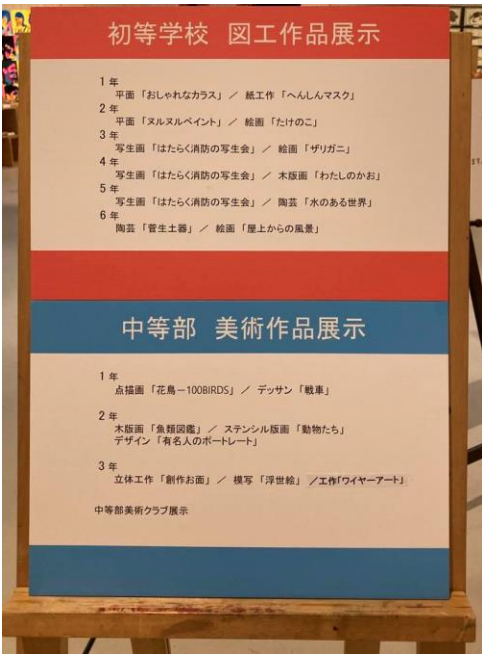 初等学校 図工作品展示
1年
平面「おしゃれなカラス」 / 紙工作「へんしんマスク」
2年
平面「ヌルヌルペイント」 / 絵画「たけのこ」
3年
写生画「はたらく消防の写生会」 / 絵画「ザリガニ」
4年
写生画「はたらく消防の写生会」 / 木版画「わたしのかお」
5年
写生画「はたらく消防の写生会」 / 陶芸「水のある世界」
6年
陶芸「菅生土器」 / 絵画「屋上からの風景」
中等部 美術作品展示
1年
点描画「花鳥－100BIRDS」 / デッサン「戦車」
2年
木版画「魚類図鑑」 / ステンシル版画「動物たち」
デザイン「有名人のポートレート」
3年
立体工作「創作お面」 / 模写「浮世絵」 /工作「ワイヤーアート」
中等部美術クラブ展示